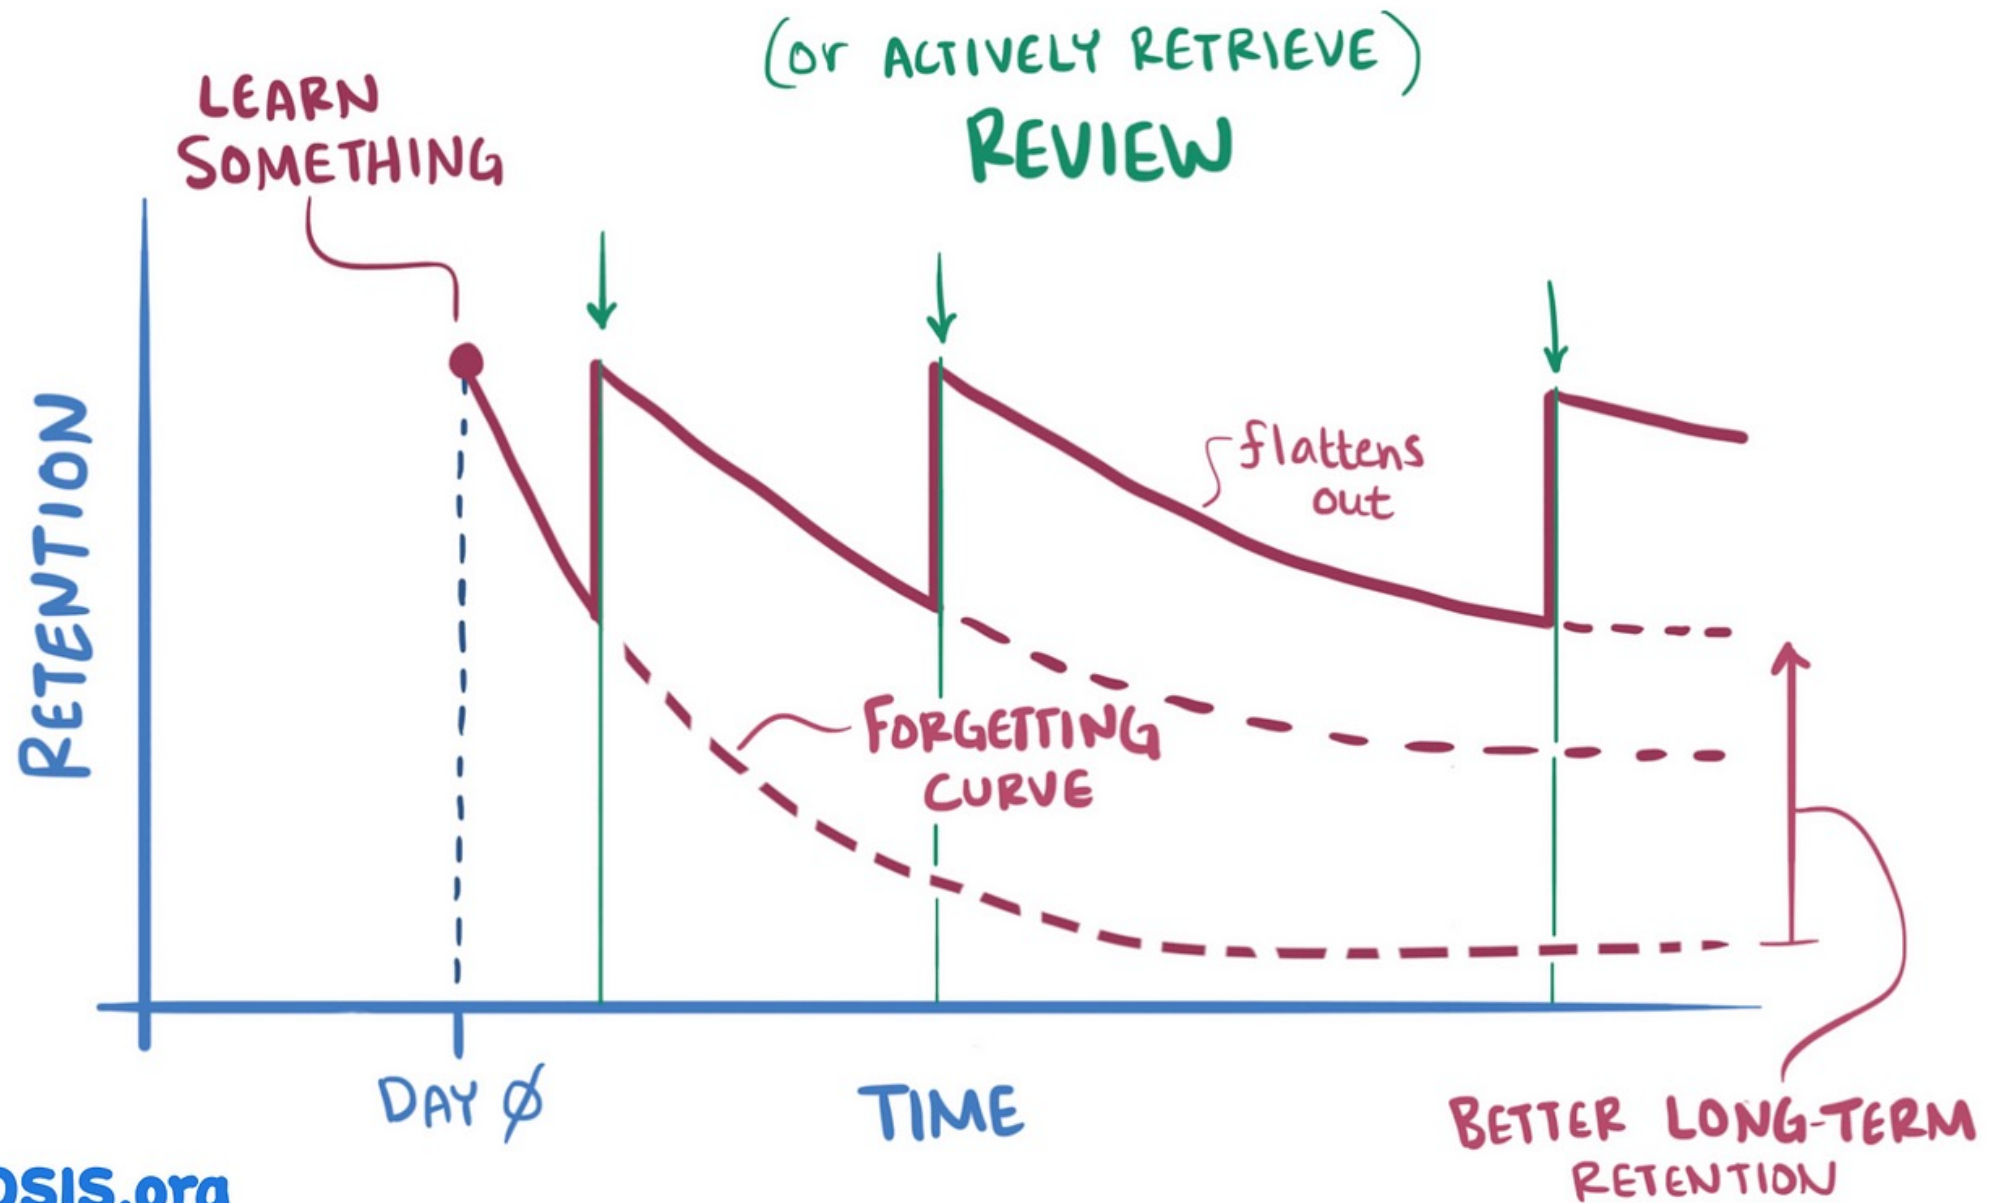 (or ACTIVELY RETRIEVE)
REVIEW
LEARN
SOMETHING
RETENTION
flattens
out
FORGETTING
CURVE
DAY Ø
TIME
BETTER LONG-TERM
RETENTION
OSIS.org